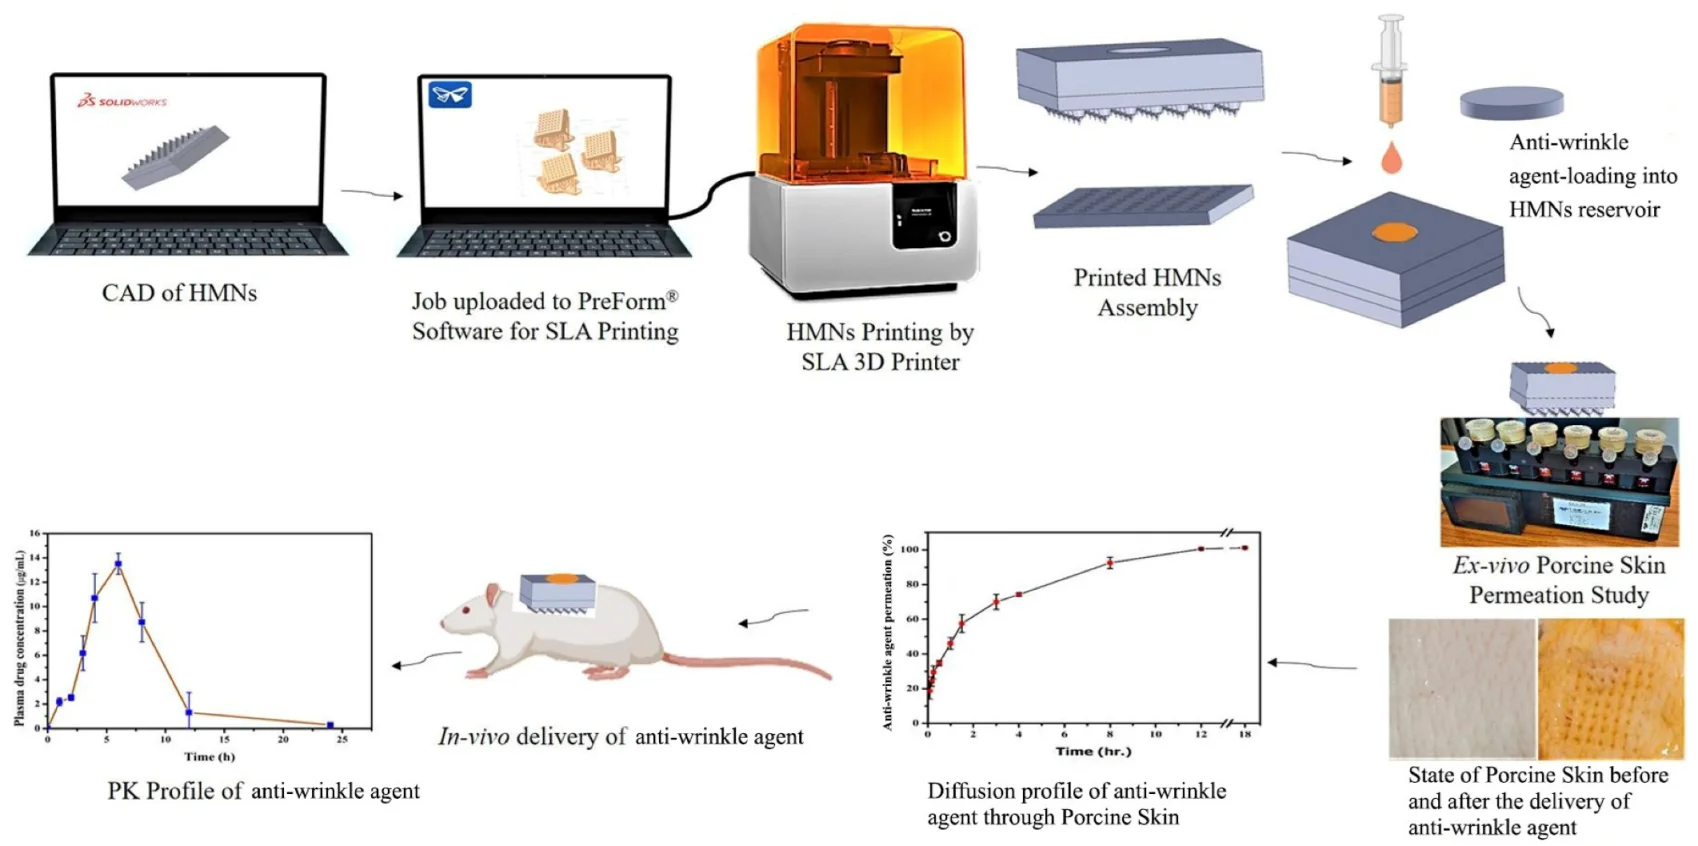 SOLIDWORKS
CAD of HMNs
Job uploaded to PreForm®
Software for SLA Printing
HMNs Printing by
SLA 3D Printer
Printed HMNs
Assembly
Anti-wrinkle
agent-loading into
HMNs reservoir
Ex-vivo Porcine Skin
Permeation Study
State of Porcine Skin before
and after the delivery of
anti-wrinkle agent
Anti-wrinkle agent permeation (%)
100
80
60
40
20
0
0 2 4 6 8 10 12 18
Time (hr.)
Diffusion profile of anti-wrinkle
agent through Porcine Skin
In-vivo delivery of anti-wrinkle agent
Plasma drug concentration (μg/mL)
16
14
12
10
8
6
4
2
0
0 5 10 15 20 25
Time (h)
PK Profile of anti-wrinkle agent